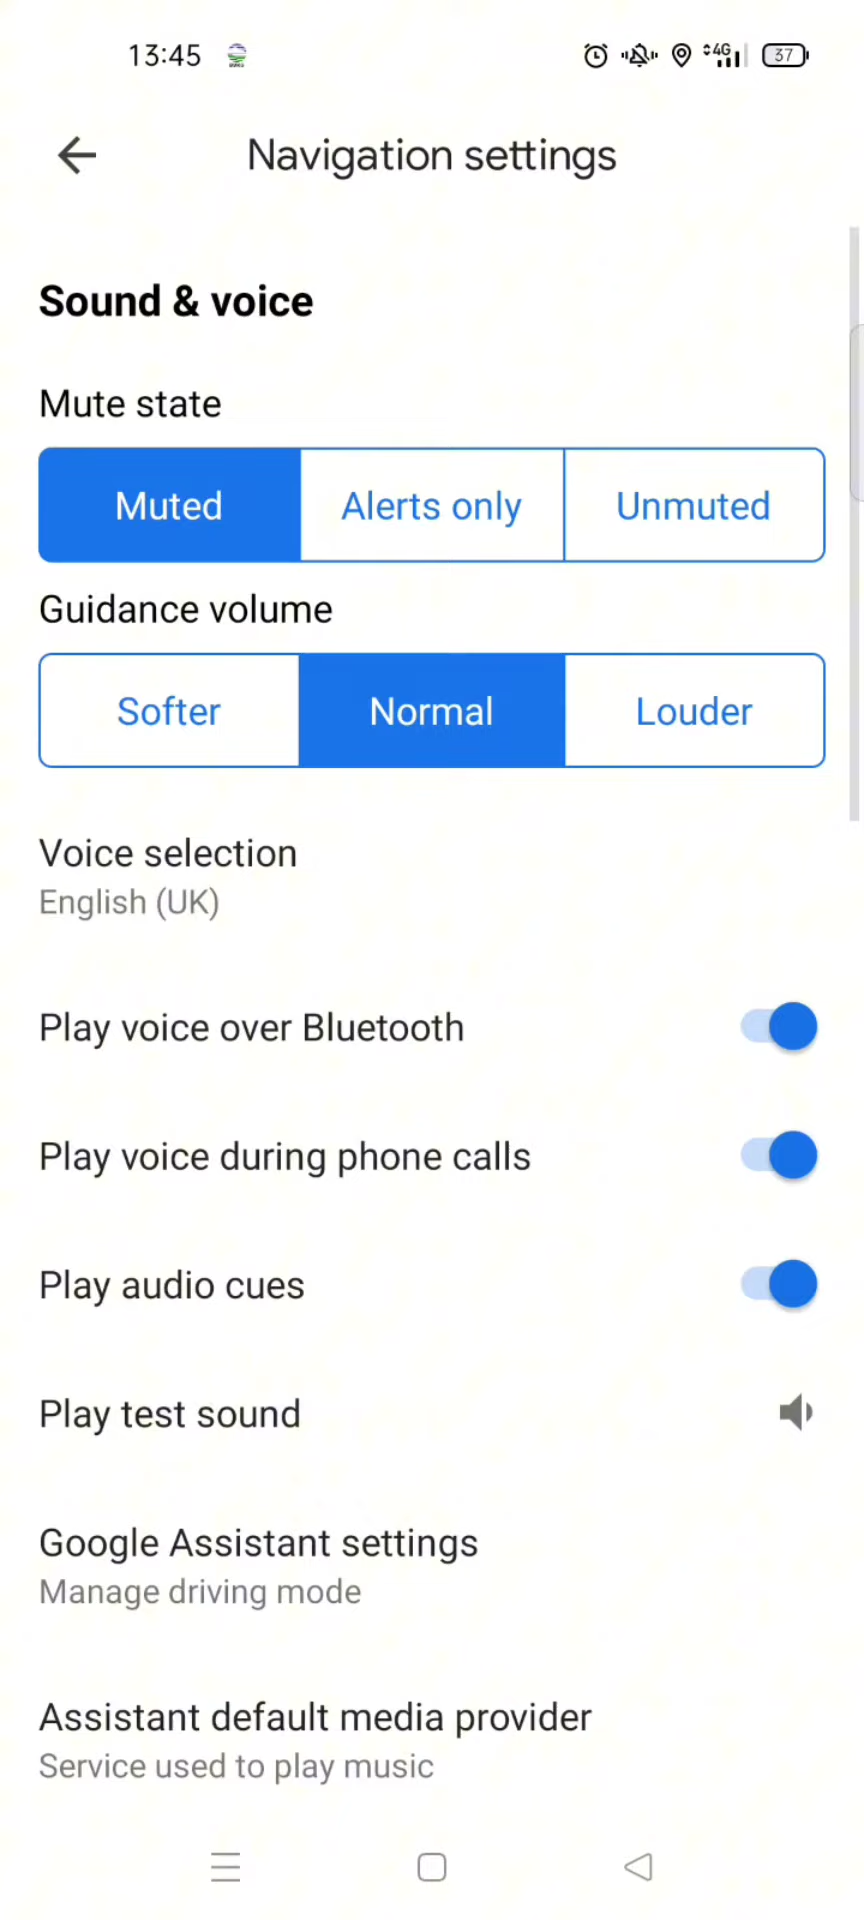 13:45
4G
37
Navigation settings
Sound & voice
Mute state
Muted
Alerts only
Unmuted
Guidance volume
Softer
Normal
Louder
Voice selection
English (UK)
Play voice over Bluetooth
Play voice during phone calls
Play audio cues
Play test sound
Google Assistant settings
Manage driving mode
Assistant default media provider
Service used to play music